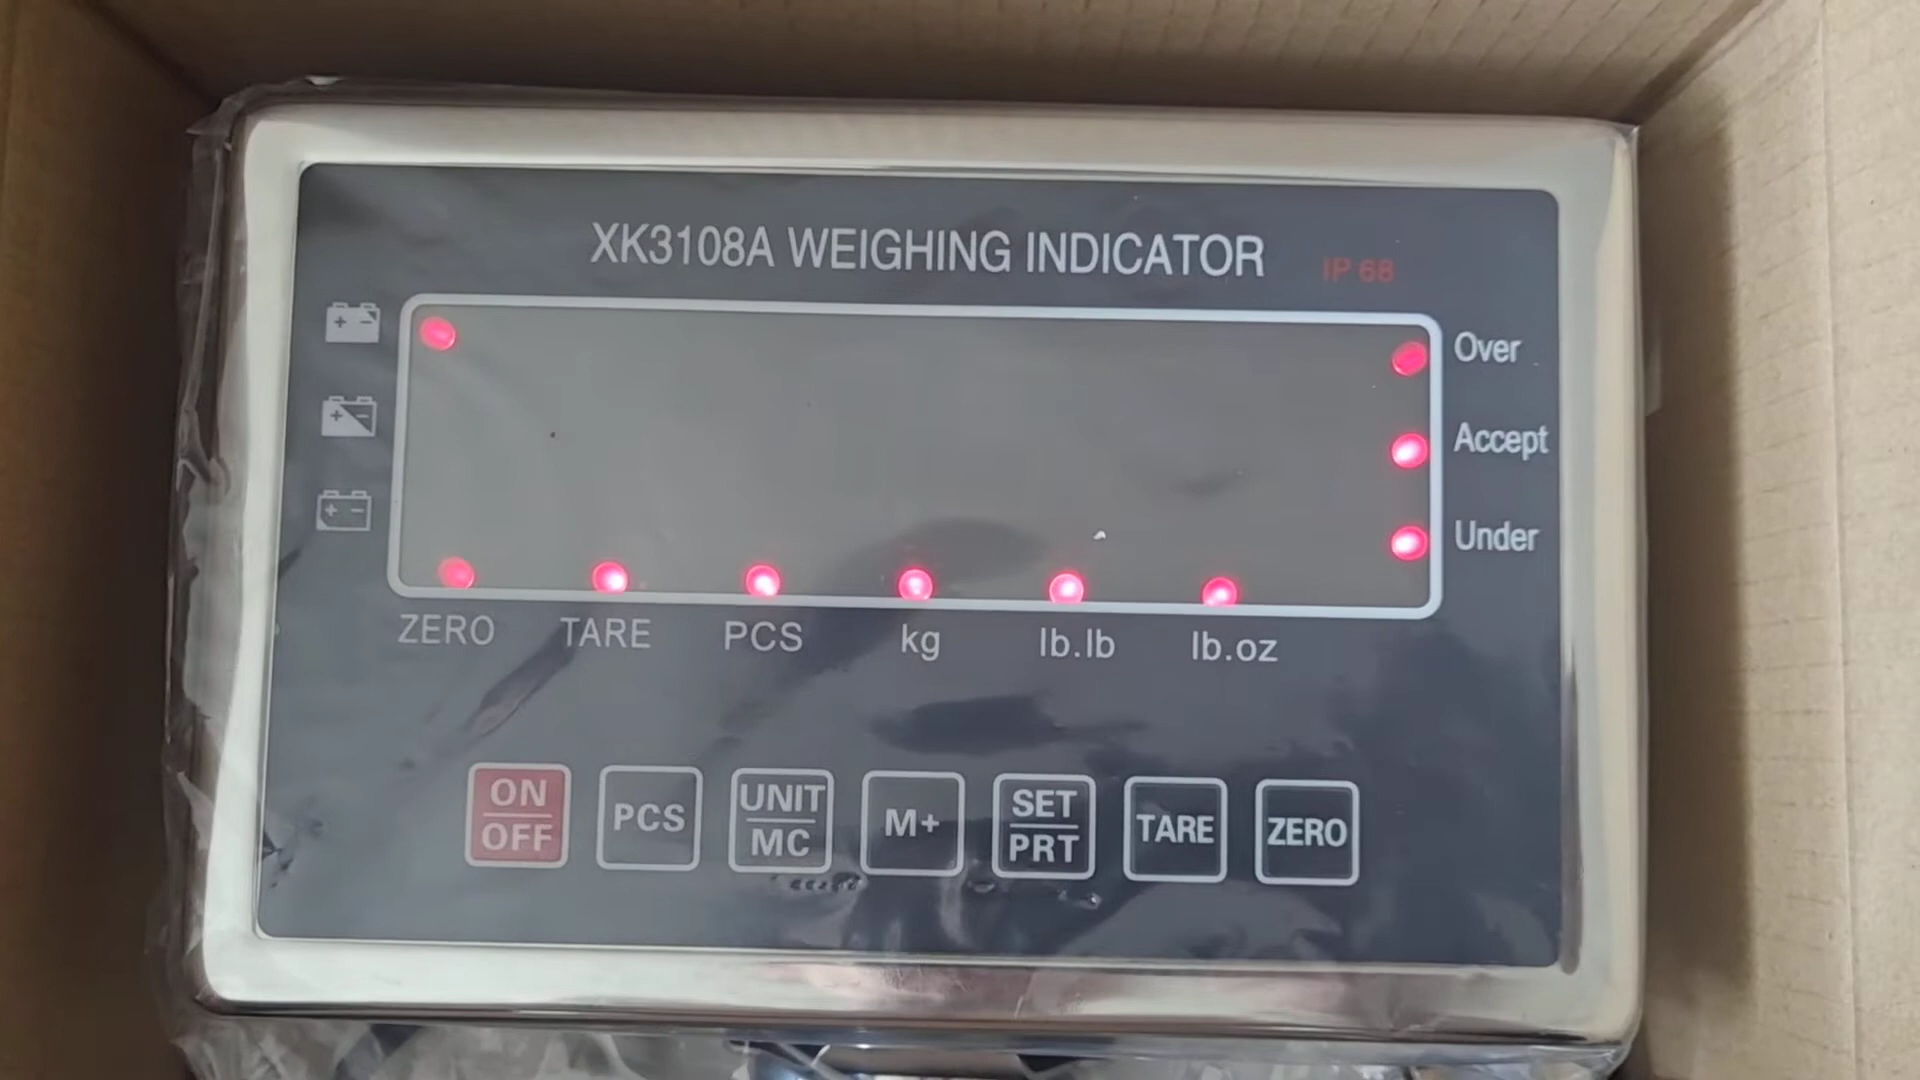 XK3108A WEIGHING INDICATOR IP 68
Over
Accept
Under
ZERO TARE PCS kg lb.lb lb.oz
ON OFF PCS UNIT MC M+ SET PRT TARE ZERO